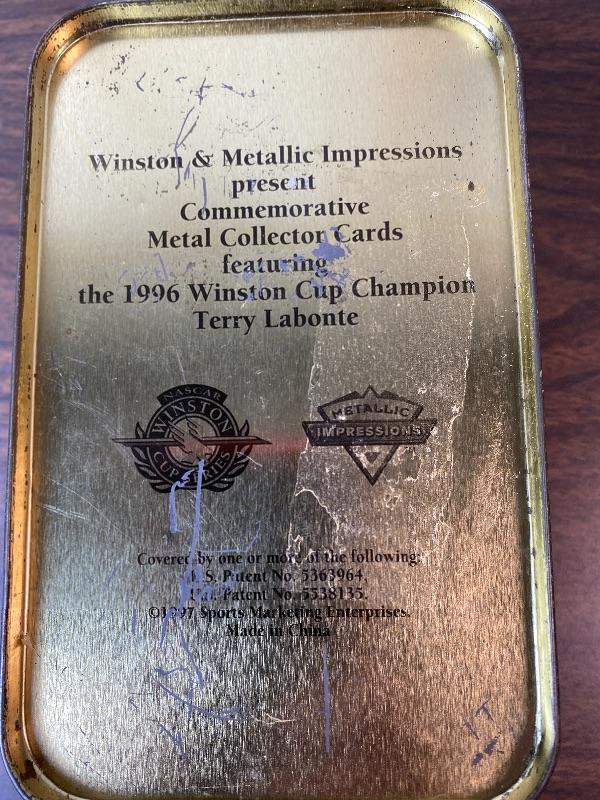 Winston & Metallic Impressions
present
Commemorative
Metal Collector Cards
featuring
the 1996 Winston Cup Champion
Terry Labonte
NASCAR
WINSTON
CUP SERIES
METALLIC
IMPRESSIONS
Covered by one or more of the following:
U.S. Patent No. 5363964,
Patent No. 5538135.
©1997 Sports Marketing Enterprises.
Made in China